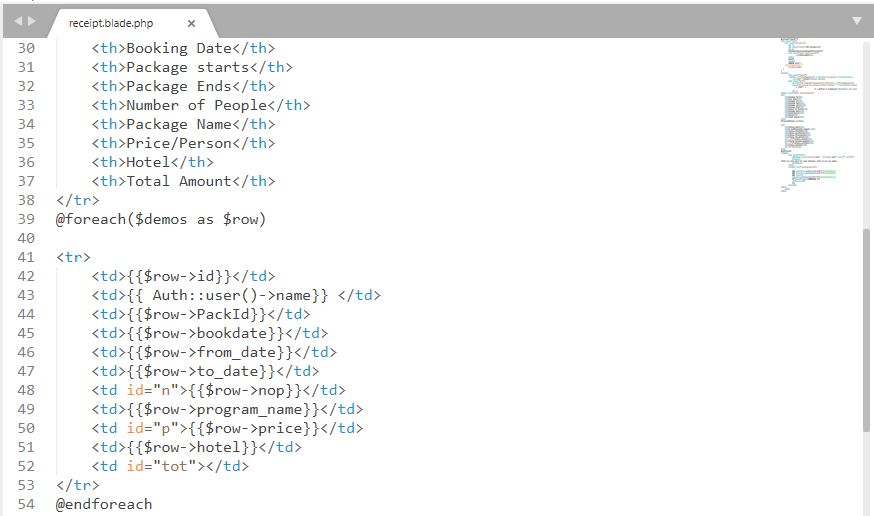 receipt.blade.php ×
30 <th>Booking Date</th>
31 <th>Package starts</th>
32 <th>Package Ends</th>
33 <th>Number of People</th>
34 <th>Package Name</th>
35 <th>Price/Person</th>
36 <th>Hotel</th>
37 <th>Total Amount</th>
38 </tr>
39 @foreach($demos as $row)
40
41 <tr>
42 <td>{{$row->id}}</td>
43 <td>{{ Auth::user()->name}} </td>
44 <td>{{$row->PackId}}</td>
45 <td>{{$row->bookdate}}</td>
46 <td>{{$row->from_date}}</td>
47 <td>{{$row->to_date}}</td>
48 <td id="n">{{$row->nop}}</td>
49 <td>{{$row->program_name}}</td>
50 <td id="p">{{$row->price}}</td>
51 <td>{{$row->hotel}}</td>
52 <td id="tot"></td>
53 </tr>
54 @endforeach